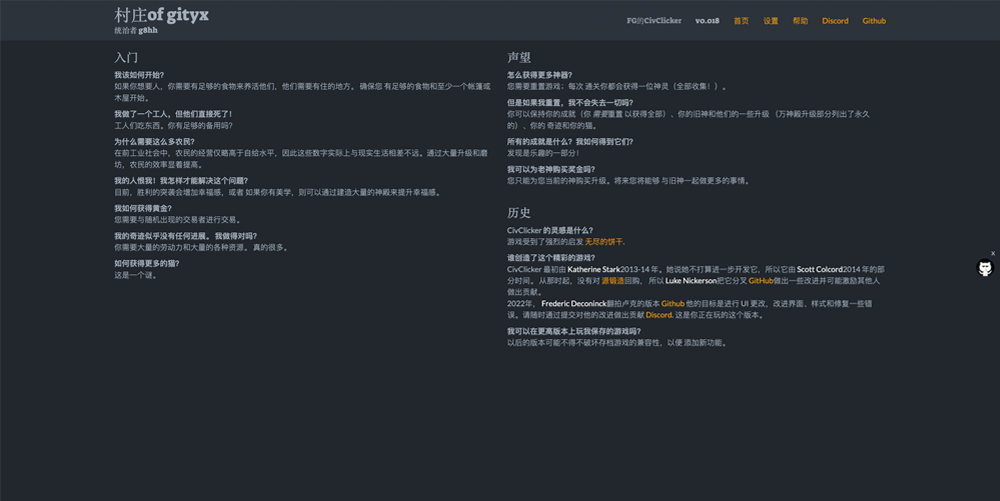 村庄of gityx
统治者 g8hh
FG的CivClicker v0.018 首页 设置 帮助 Discord Github
入门
我该如何开始？
如果你想要人，你需要有足够的食物来养活他们，他们需要有住的地方。 确保您 有足够的食物和至少一个帐篷或
木屋开始。
我做了一个工人，但他们直接死了！
工人们吃东西。你有足够的备用吗？
为什么需要这么多农民？
在前工业社会中，农民的经营仅略高于自给水平，因此这些数字实际上与现实生活相差不远。通过大量升级和磨
坊，农民的效率显着提高。
我的人恨我！我怎样才能解决这个问题？
目前，胜利的突袭会增加幸福感，或者 如果你有美学，则可以通过建造大量的神殿来提升幸福感。
我如何获得黄金？
您需要与随机出现的交易者进行交易。
我的奇迹似乎没有任何进展。 我做得对吗？
你需要大量的劳动力和大量的各种资源。 真的很多。
如何获得更多的猫？
这是一个谜。
声望
怎么获得更多神器？
您需要重置游戏；每次 通关你都会获得一位神灵（全部收集！）。
但是如果我重置，我不会失去一切吗？
你可以保持你的成就（你 需要重置 以获得全部）、你的旧神和他们的一些升级 （万神殿升级部分列出了永久
的）、你的 奇迹和你的猫。
所有的成就是什么？我如何得到它们？
发现是乐趣的一部分！
我可以为老神购买奖金吗？
您只能为您当前的神购买升级。将来您将能够 与旧神一起做更多的事情。
历史
CivClicker 的灵感是什么？
游戏受到了强烈的启发 无尽的饼干.
谁创造了这个精彩的游戏？
CivClicker 最初由 Katherine Stark2013-14 年。她说她不打算进一步开发它，所以它由 Scott Colcord2014 年的部
分时间。 从那时起，没有对 源锻造回购， 所以 Luke Nickerson把它分叉 GitHub做出一些改进并可能激励其他人
做出贡献。
2022年， Frederic Deconinck翻拍卢克的版本 Github 他的目标是进行 UI 更改，改进界面、样式和修复一些错
误。请随时通过提交对他的改进做出贡献 Discord. 这是你正在玩的这个版本。
我可以在更高版本上玩我保存的游戏吗？
以后的版本可能不得不破坏存档游戏的兼容性，以便 添加新功能。
x